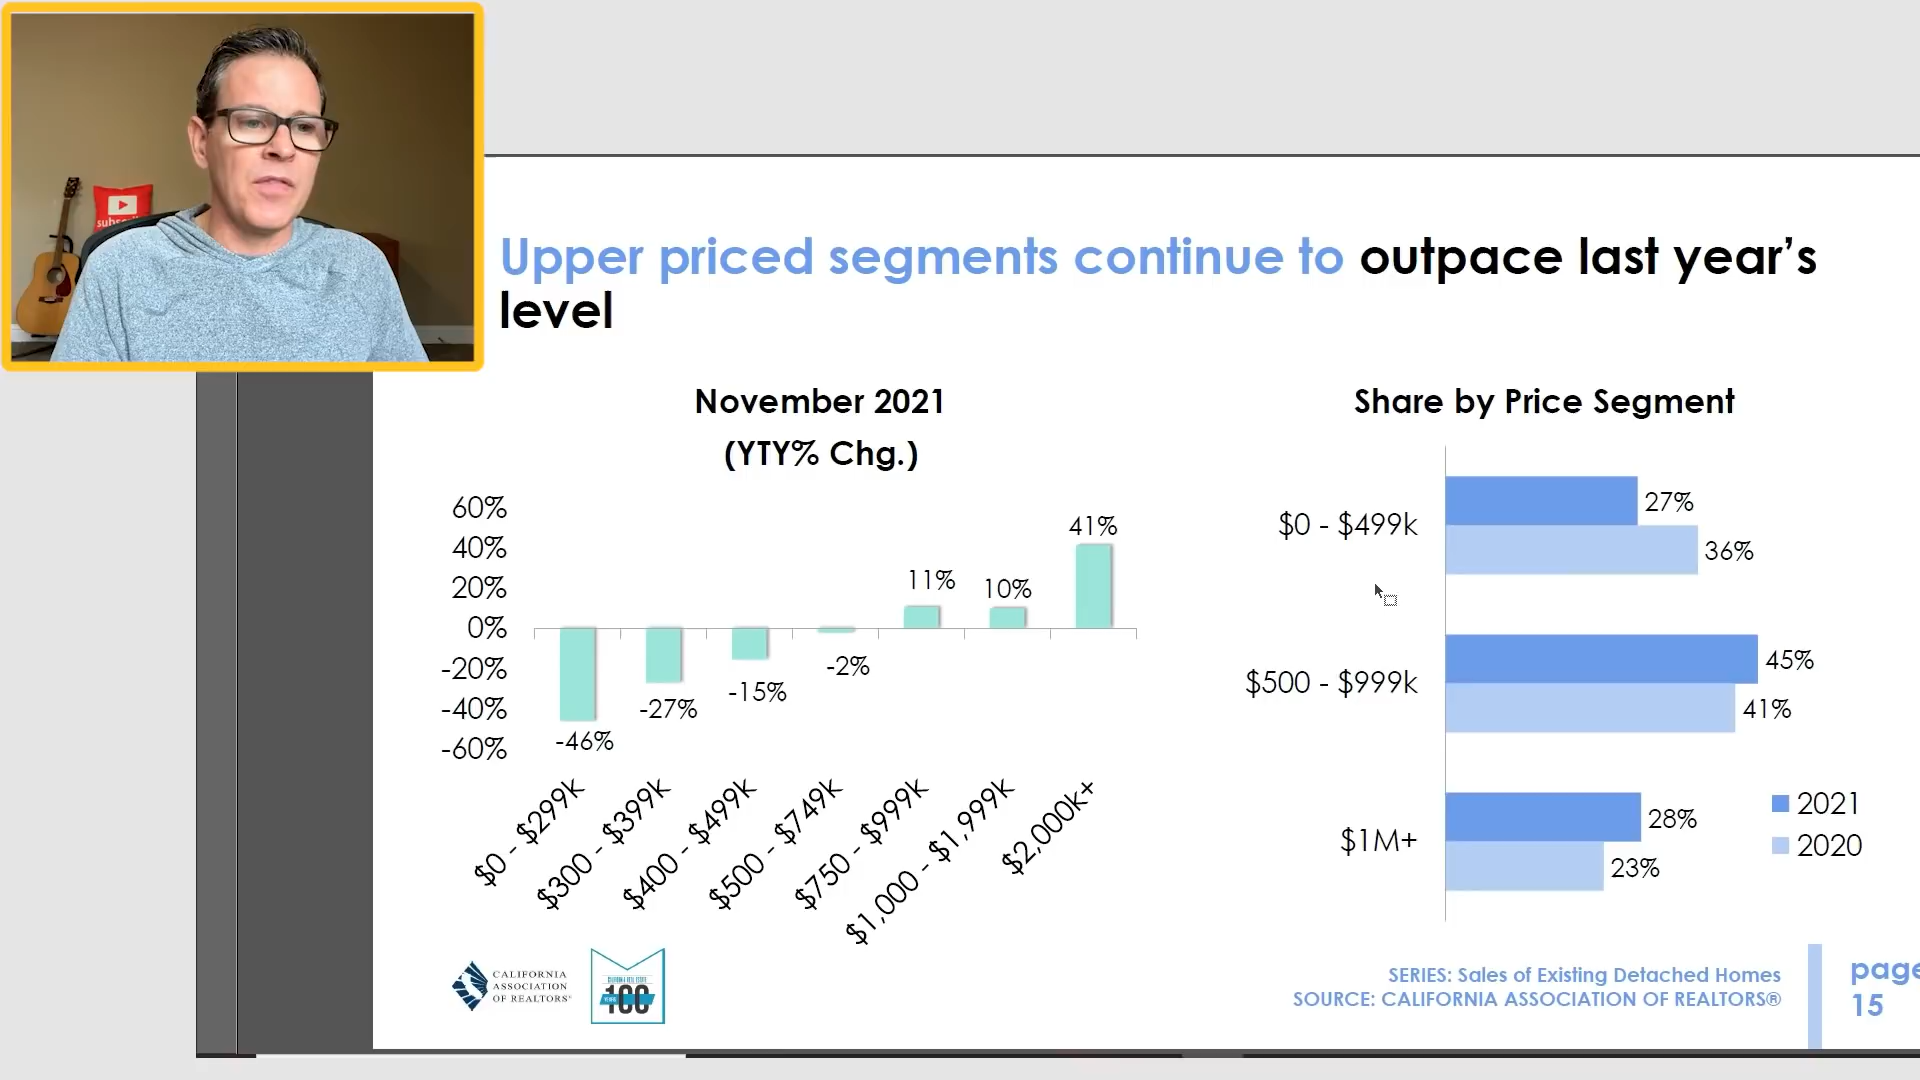 Upper priced segments continue to outpace last year's
level
November 2021
(YTY% Chg.)
60%
40%
20%
0%
-20%
-40%
-60%
-46%
-27%
-15%
-2%
11%
10%
41%
$0 - $299k
$300 - $399k
$400 - $499k
$500 - $749k
$750 - $999k
$1,000 - $1,999k
$2,000k+
Share by Price Segment
$0 - $499k
27%
36%
$500 - $999k
45%
41%
$1M+
28%
23%
2021
2020
CALIFORNIA
ASSOCIATION
OF REALTORS®
100
SERIES: Sales of Existing Detached Homes
SOURCE: CALIFORNIA ASSOCIATION OF REALTORS®
page
15